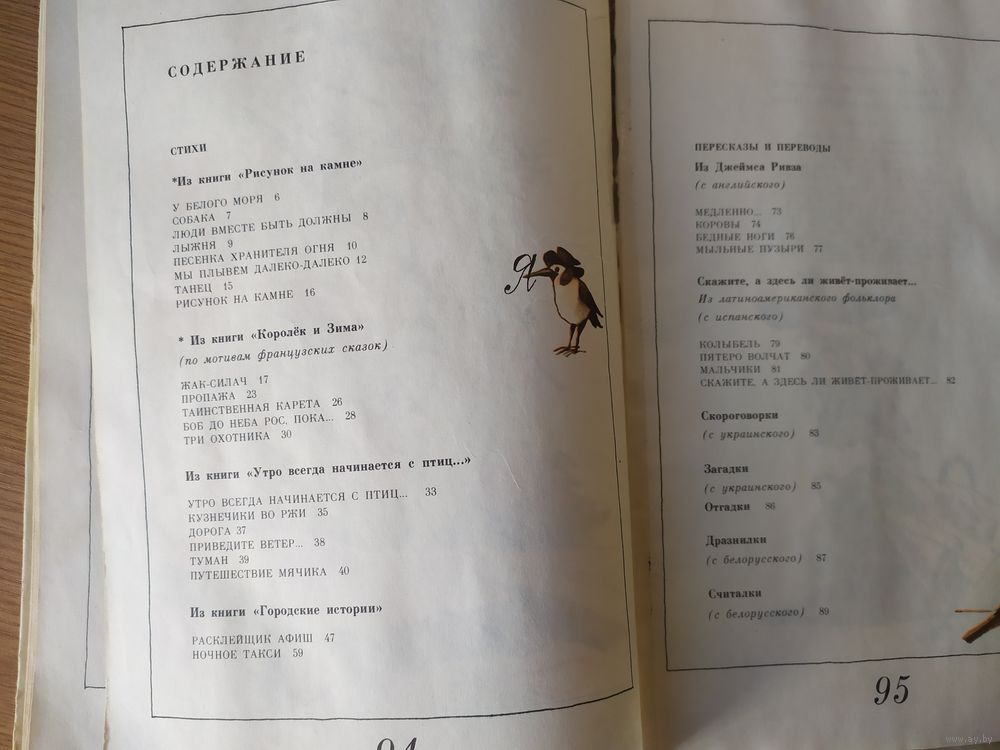 СОДЕРЖАНИЕ
СТИХИ
*Из книги «Рисунок на камне»
У БЕЛОГО МОРЯ 6
СОБАКА 7
ЛЮДИ ВМЕСТЕ БЫТЬ ДОЛЖНЫ 8
ЛЫЖНЯ 9
ПЕСЕНКА ХРАНИТЕЛЯ ОГНЯ 10
МЫ ПЛЫВЁМ ДАЛЕКО-ДАЛЕКО 12
ТАНЕЦ 15
РИСУНОК НА КАМНЕ 16
* Из книги «Королёк и Зима»
(по мотивам французских сказок)
ЖАК-СИЛАЧ 17
ПРОПАЖА 23
ТАИНСТВЕННАЯ КАРЕТА 26
БОБ ДО НЕБА РОС, ПОКА... 28
ТРИ ОХОТНИКА 30
Из книги «Утро всегда начинается с птиц...»
УТРО ВСЕГДА НАЧИНАЕТСЯ С ПТИЦ... 33
КУЗНЕЧИКИ ВО РЖИ 35
ДОРОГА 37
ПРИВЕДИТЕ ВЕТЕР... 38
ТУМАН 39
ПУТЕШЕСТВИЕ МЯЧИКА 40
Из книги «Городские истории»
РАСКЛЕЙЩИК АФИШ 47
НОЧНОЕ ТАКСИ 59
Я
94
ПЕРЕСКАЗЫ И ПЕРЕВОДЫ
Из Джеймса Ривза
(с английского)
МЕДЛЕННО... 73
КОРОВЫ 74
БЕДНЫЕ НОГИ 76
МЫЛЬНЫЕ ПУЗЫРИ 77
Скажите, а здесь ли живёт-проживает...
Из латиноамериканского фольклора
(с испанского)
КОЛЫБЕЛЬ 79
ПЯТЕРО ВОЛЧАТ 80
МАЛЬЧИКИ 81
СКАЖИТЕ, А ЗДЕСЬ ЛИ ЖИВЁТ-ПРОЖИВАЕТ... 82
Скороговорки
(с украинского) 83
Загадки
(с украинского) 85
Отгадки 86
Дразнилки
(с белорусского) 87
Считалки
(с белорусского) 89
95
www.ay.by